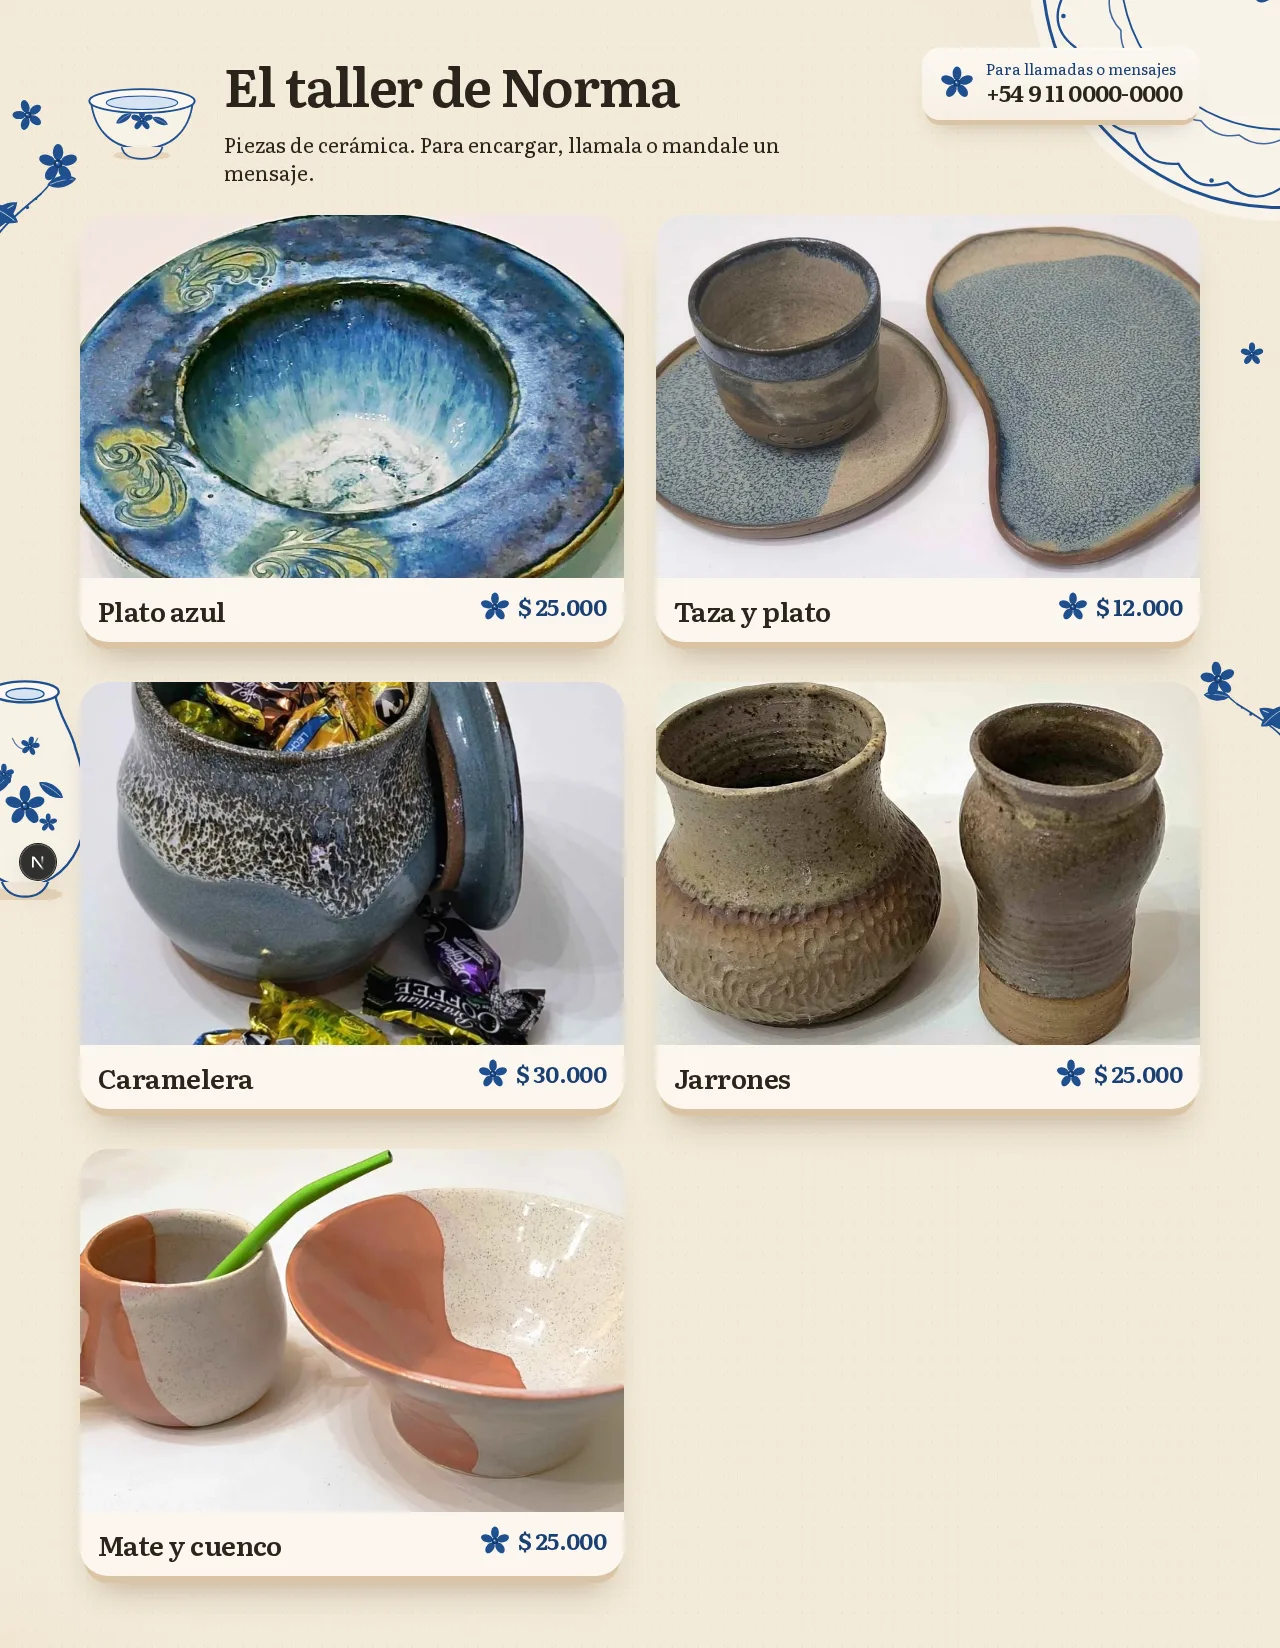 El taller de Norma
Piezas de cerámica. Para encargar, llamala o mandale un
mensaje.
Para llamadas o mensajes
+54 9 11 0000-0000
Plato azul
$ 25.000
Taza y plato
$ 12.000
N
Brazilian
COFFEE
Caramelera
$ 30.000
Jarrones
$ 25.000
Mate y cuenco
$ 25.000